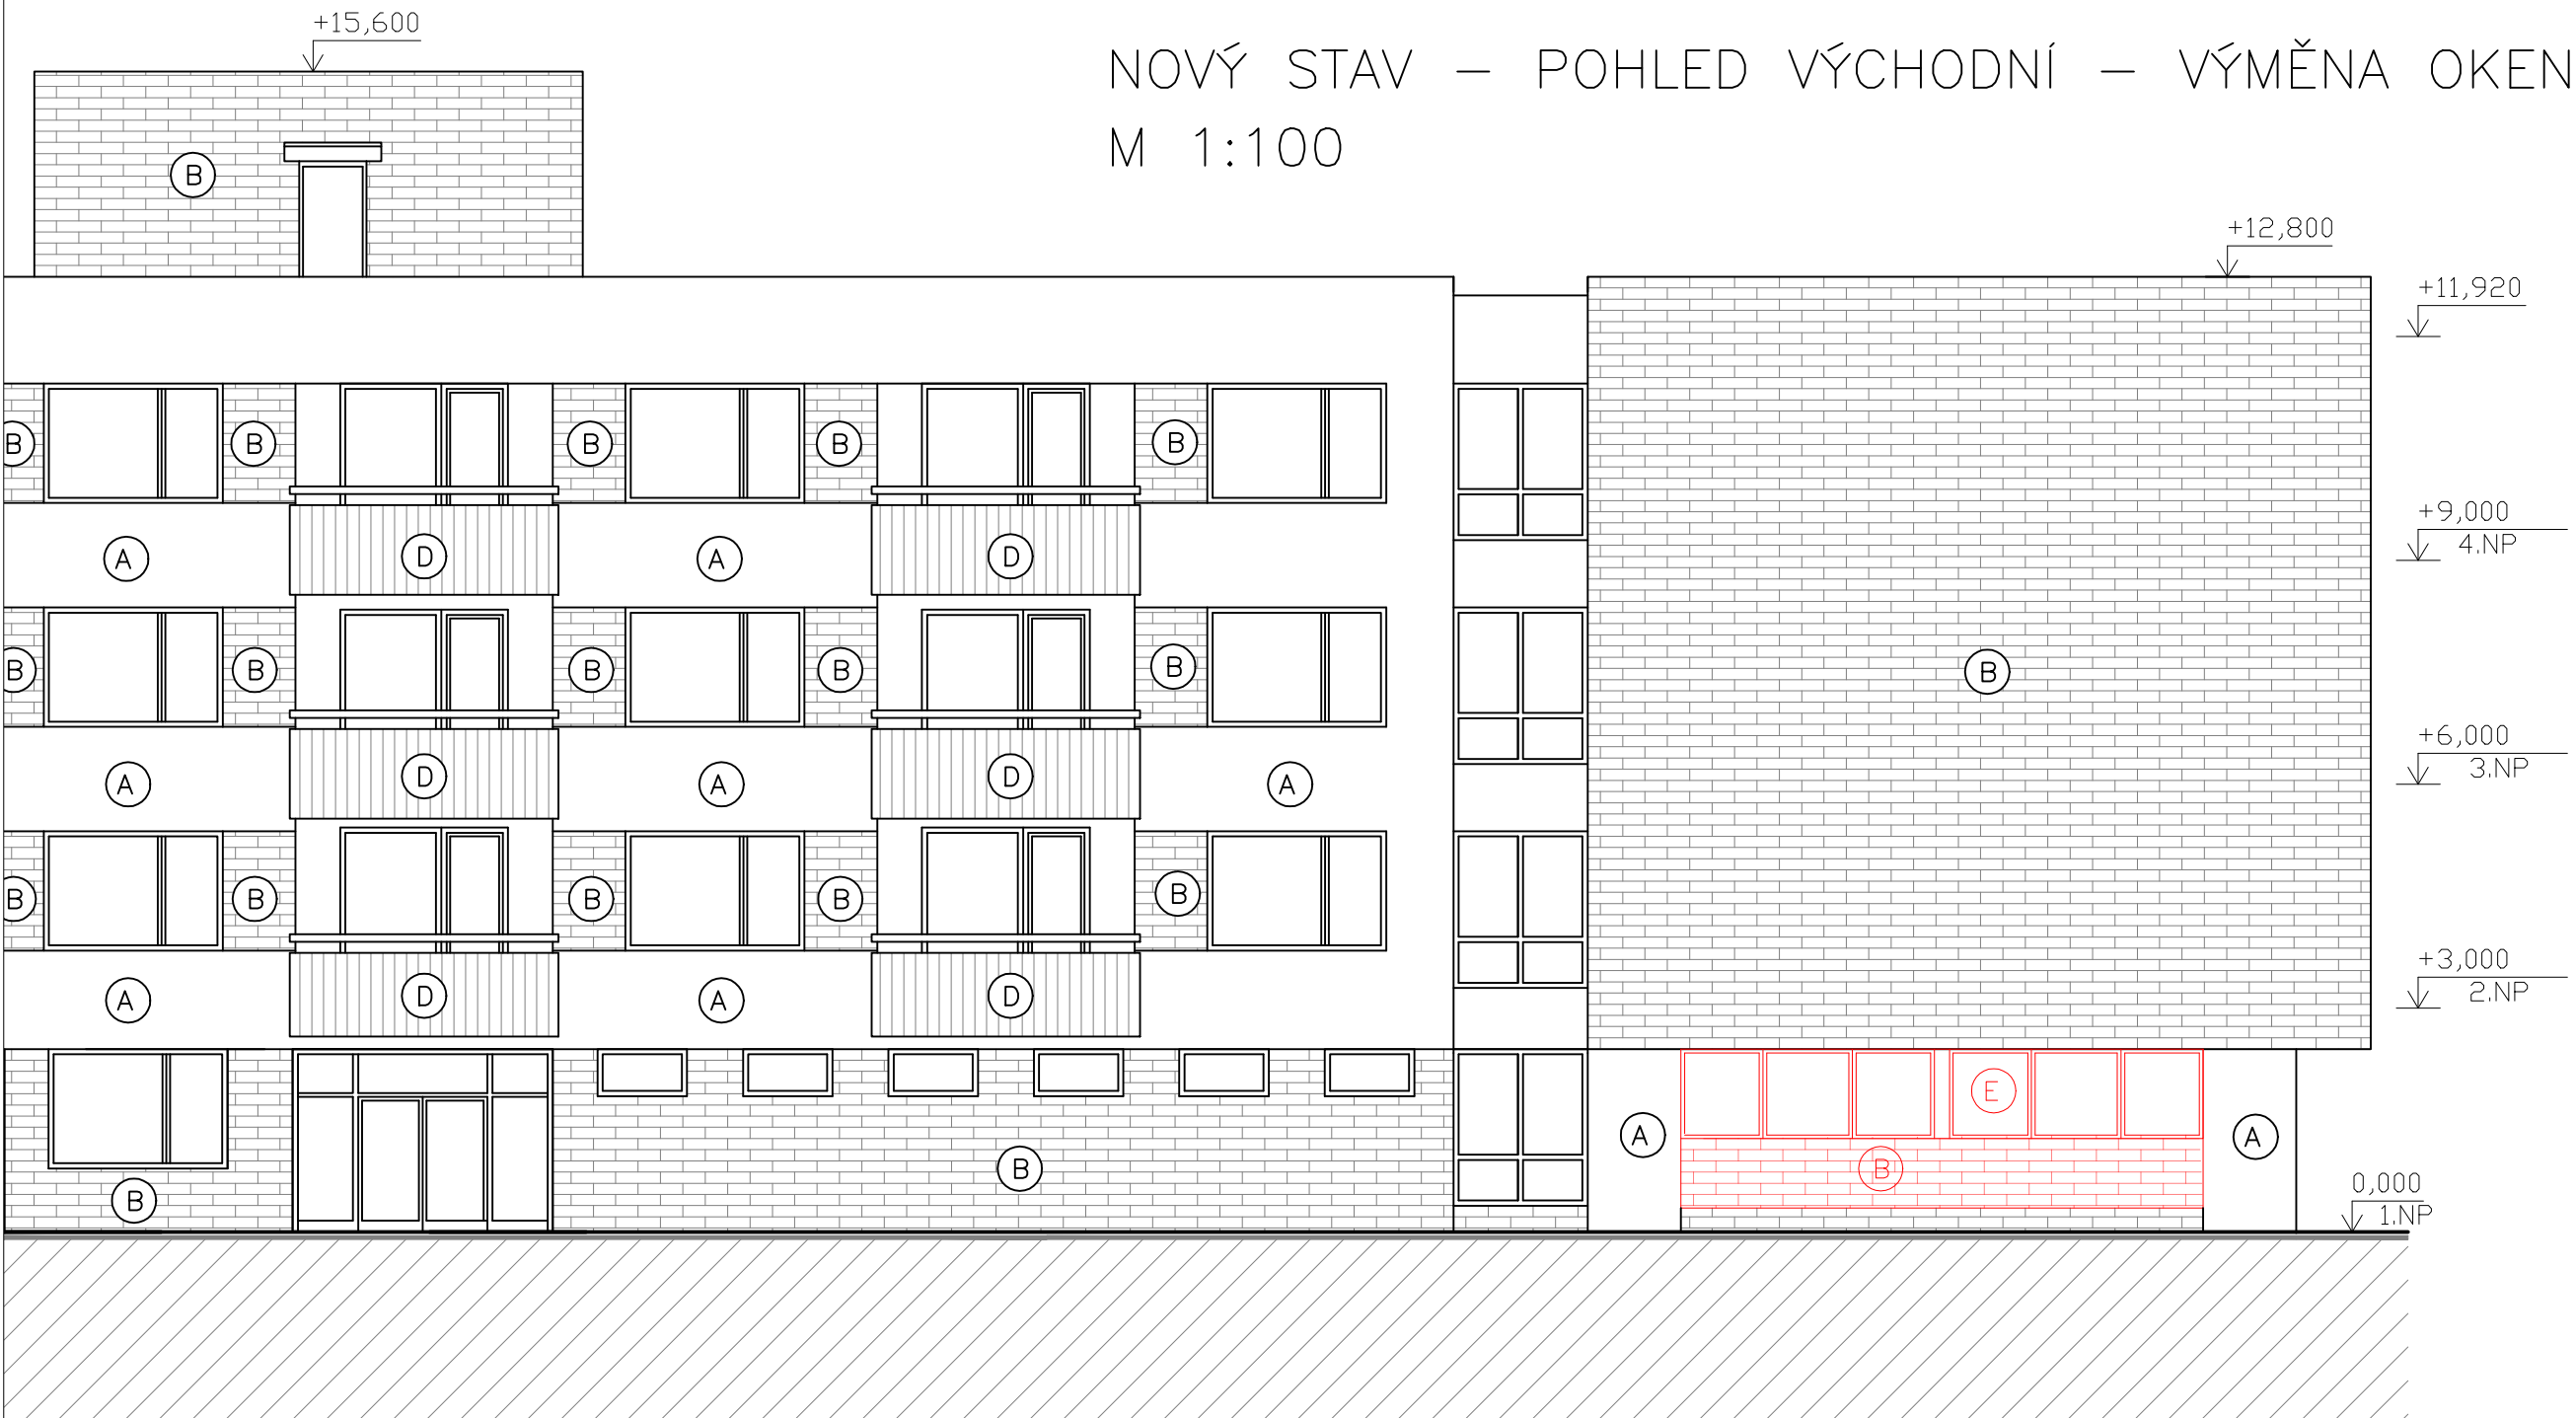 +15,600
NOVÝ STAV – POHLED VÝCHODNÍ – VÝMĚNA OKEN
M 1:100
B
+12,800
+11,920
B B B B B
+9,000
4.NP
A D A D
B B B B B B
+6,000
3.NP
A D A D A
B B B B B
+3,000
2.NP
A D A D
E
A A
B B B
0,000
1.NP